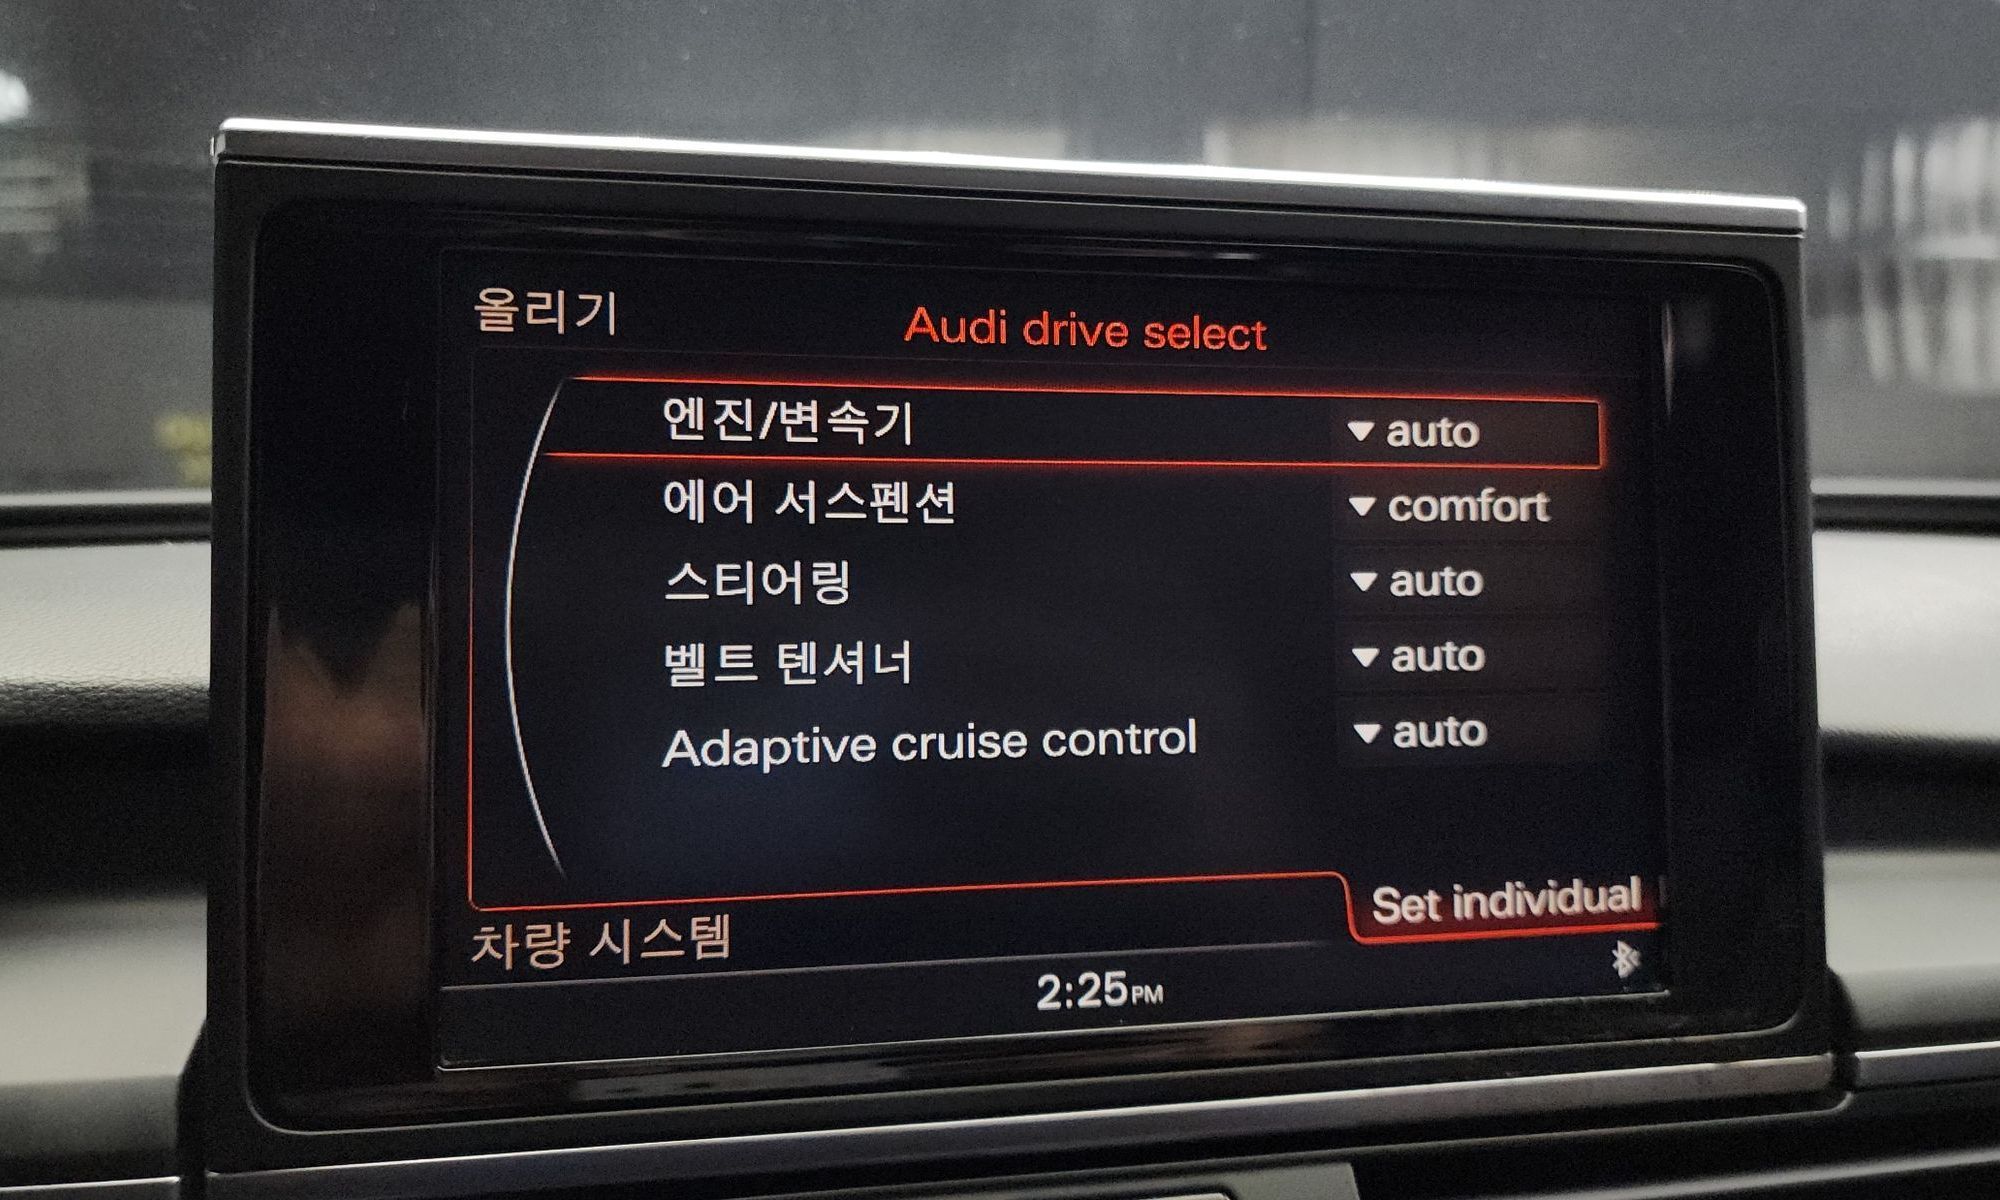 올리기
Audi drive select
엔진/변속기 auto
에어 서스펜션 comfort
스티어링 auto
벨트 텐셔너 auto
Adaptive cruise control auto
차량 시스템
Set individual
2:25PM